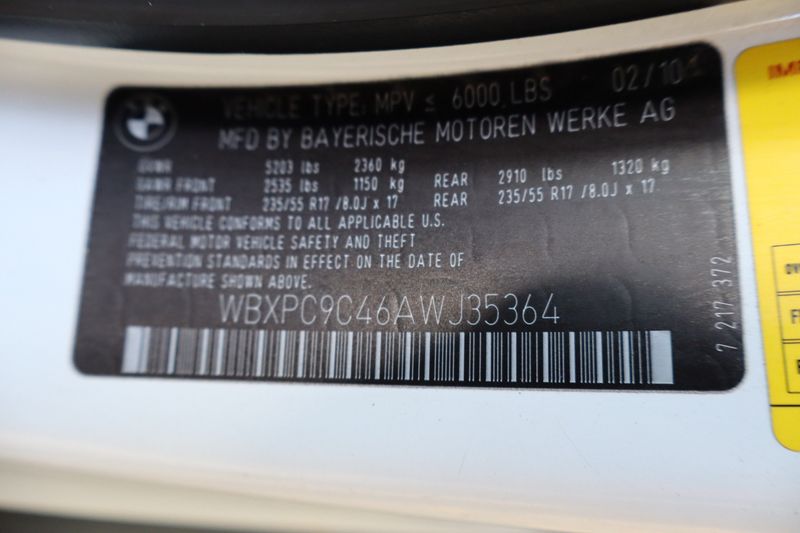 BMW
VEHICLE TYPE: MPV ≤ 6000 LBS 02/10
MFD BY BAYERISCHE MOTOREN WERKE AG
GVWR 5203 lbs 2360 kg
GAWR FRONT 2535 lbs 1150 kg REAR 2910 lbs 1320 kg
TIRE/RIM FRONT 235/55 R17 /8.0J x 17 REAR 235/55 R17 /8.0J x 17
THIS VEHICLE CONFORMS TO ALL APPLICABLE U.S.
FEDERAL MOTOR VEHICLE SAFETY AND THEFT
PREVENTION STANDARDS IN EFFECT ON THE DATE OF
MANUFACTURE SHOWN ABOVE.
WBXPC9C46AWJ35364
7 217 372